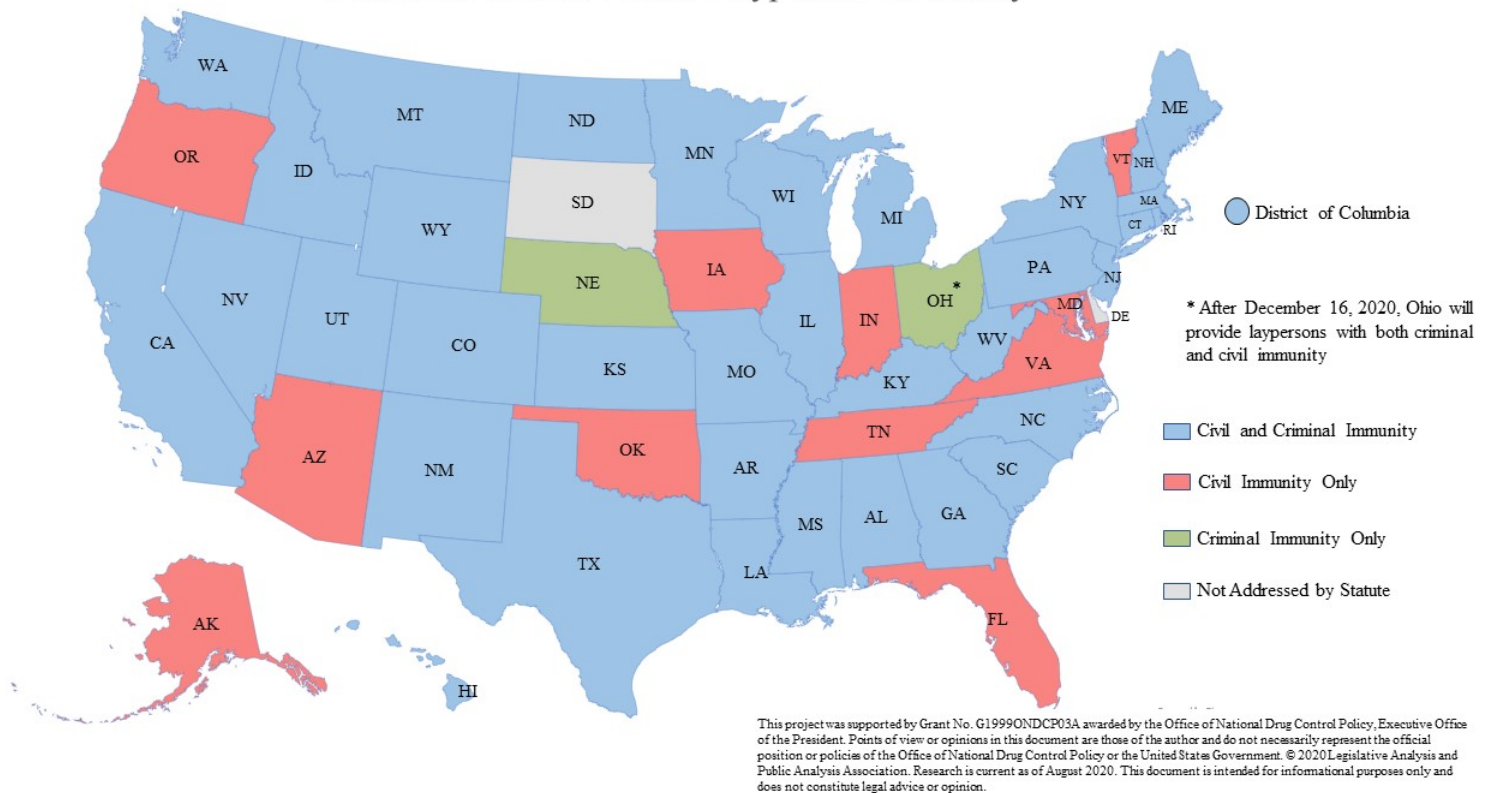 WA
MT
ND
MN
ME
OR
ID
SD
WI
MI
VT
NH
NY
MA
CT
RI
WY
NE
IA
PA
NJ
OH *
MD
DE
NV
UT
CO
IL
IN
WV
VA
CA
KS
MO
KY
NC
AZ
NM
OK
AR
TN
SC
MS
AL
GA
TX
LA
FL
AK
HI
District of Columbia
* After December 16, 2020, Ohio will
provide laypersons with both criminal
and civil immunity
Civil and Criminal Immunity
Civil Immunity Only
Criminal Immunity Only
Not Addressed by Statute
This project was supported by Grant No. G1999ONDCP03A awarded by the Office of National Drug Control Policy, Executive Office
of the President. Points of view or opinions in this document are those of the author and do not necessarily represent the official
position or policies of the Office of National Drug Control Policy or the United States Government. © 2020 Legislative Analysis and
Public Analysis Association. Research is current as of August 2020. This document is intended for informational purposes only and
does not constitute legal advice or opinion.